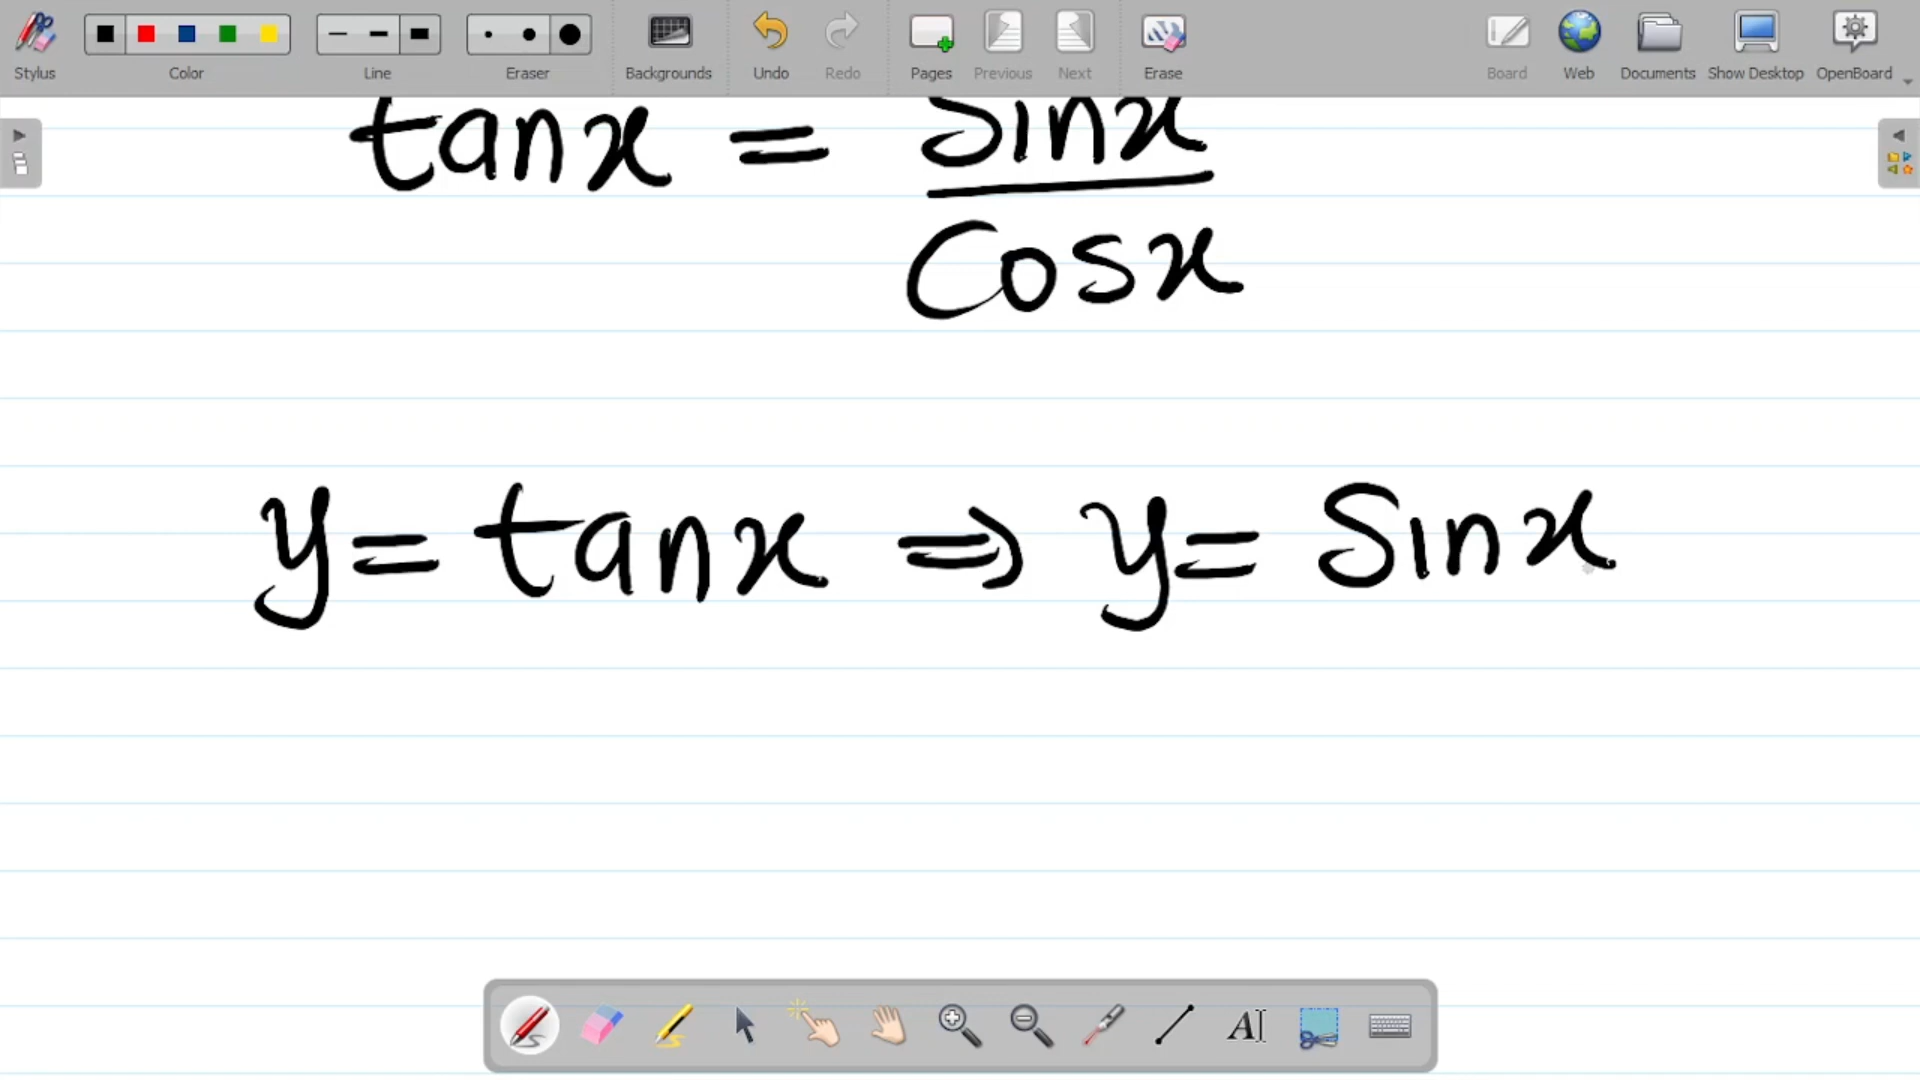 Stylus Color Line Eraser Backgrounds Undo Redo Pages Previous Next Erase Board Web Documents Show Desktop OpenBoard
tanx = sinx
cosx
y = tanx ⇒ y = sinx